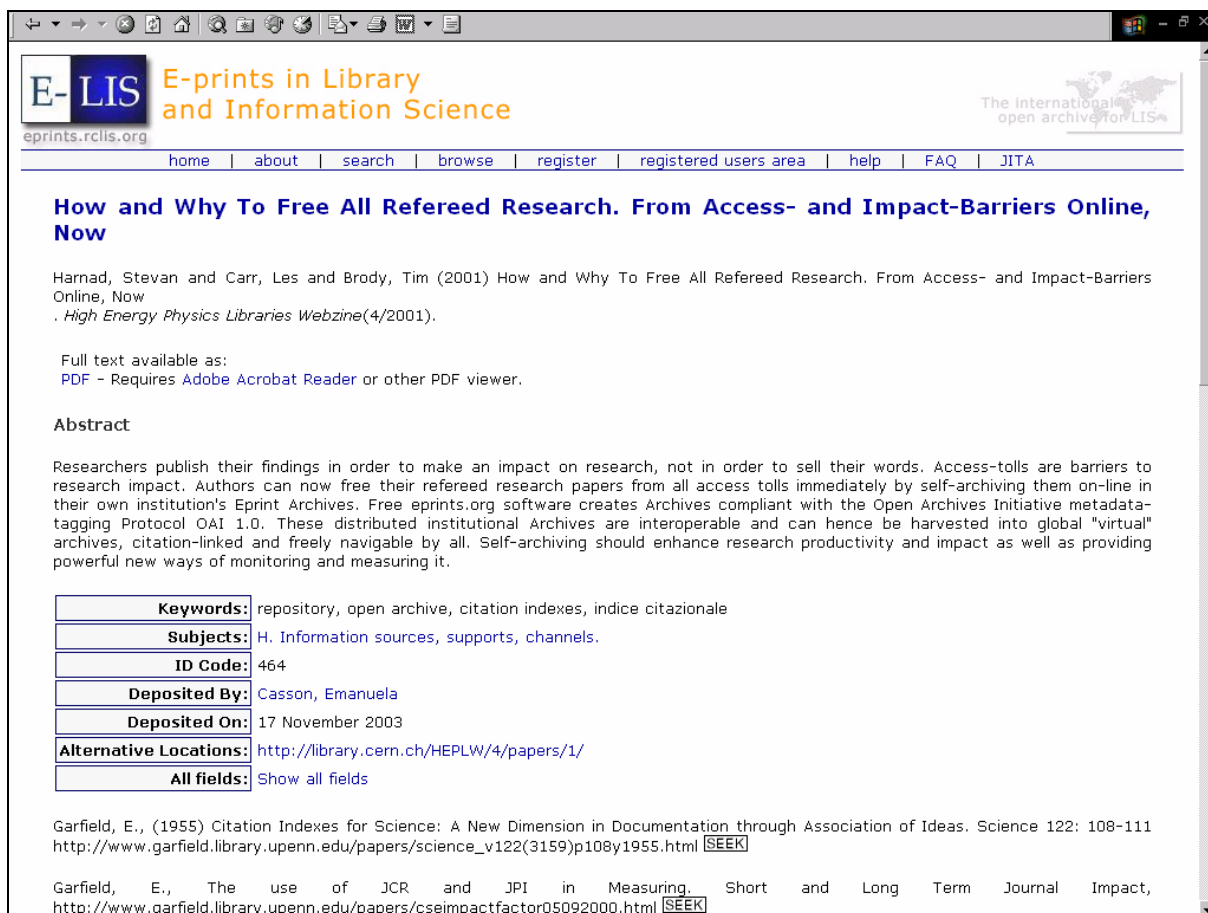 E-LIS
E-prints in Library
and Information Science
eprints.rclis.org
The international
open archive for LIS
home | about | search | browse | register | registered users area | help | FAQ | JITA
How and Why To Free All Refereed Research. From Access- and Impact-Barriers Online,
Now
Harnad, Stevan and Carr, Les and Brody, Tim (2001) How and Why To Free All Refereed Research. From Access- and Impact-Barriers
Online, Now
. High Energy Physics Libraries Webzine(4/2001).
Full text available as:
PDF - Requires Adobe Acrobat Reader or other PDF viewer.
Abstract
Researchers publish their findings in order to make an impact on research, not in order to sell their words. Access-tolls are barriers to
research impact. Authors can now free their refereed research papers from all access tolls immediately by self-archiving them on-line in
their own institution's Eprint Archives. Free eprints.org software creates Archives compliant with the Open Archives Initiative metadata-
tagging Protocol OAI 1.0. These distributed institutional Archives are interoperable and can hence be harvested into global "virtual"
archives, citation-linked and freely navigable by all. Self-archiving should enhance research productivity and impact as well as providing
powerful new ways of monitoring and measuring it.
Keywords: repository, open archive, citation indexes, indice citazionale
Subjects: H. Information sources, supports, channels.
ID Code: 464
Deposited By: Casson, Emanuela
Deposited On: 17 November 2003
Alternative Locations: http://library.cern.ch/HEPLW/4/papers/1/
All fields: Show all fields
Garfield, E., (1955) Citation Indexes for Science: A New Dimension in Documentation through Association of Ideas. Science 122: 108-111
http://www.garfield.library.upenn.edu/papers/science_v122(3159)p108y1955.html SEEK
Garfield, E., The use of JCR and JPI in Measuring. Short and Long Term Journal Impact,
http://www.garfield.library.upenn.edu/papers/cseimpactfactor05092000.html SEEK